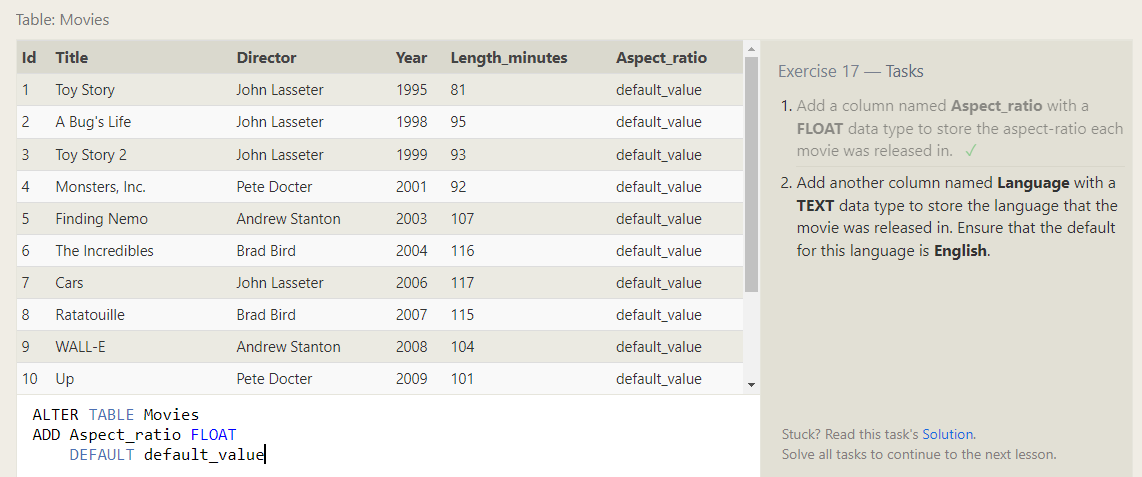 Table: Movies
Id Title Director Year Length_minutes Aspect_ratio
1 Toy Story John Lasseter 1995 81 default_value
2 A Bug's Life John Lasseter 1998 95 default_value
3 Toy Story 2 John Lasseter 1999 93 default_value
4 Monsters, Inc. Pete Docter 2001 92 default_value
5 Finding Nemo Andrew Stanton 2003 107 default_value
6 The Incredibles Brad Bird 2004 116 default_value
7 Cars John Lasseter 2006 117 default_value
8 Ratatouille Brad Bird 2007 115 default_value
9 WALL-E Andrew Stanton 2008 104 default_value
10 Up Pete Docter 2009 101 default_value
ALTER TABLE Movies
ADD Aspect_ratio FLOAT
DEFAULT default_value
Exercise 17 — Tasks
1. Add a column named Aspect_ratio with a
FLOAT data type to store the aspect-ratio each
movie was released in. ✓
2. Add another column named Language with a
TEXT data type to store the language that the
movie was released in. Ensure that the default
for this language is English.
Stuck? Read this task's Solution.
Solve all tasks to continue to the next lesson.